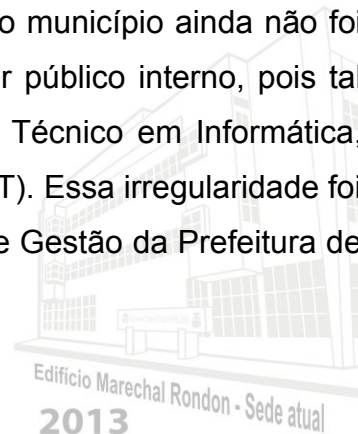 o município ainda não foi
r público interno, pois tal
Técnico em Informática,
T). Essa irregularidade foi
e Gestão da Prefeitura de
Edifício Marechal Rondon - Sede atual
2013